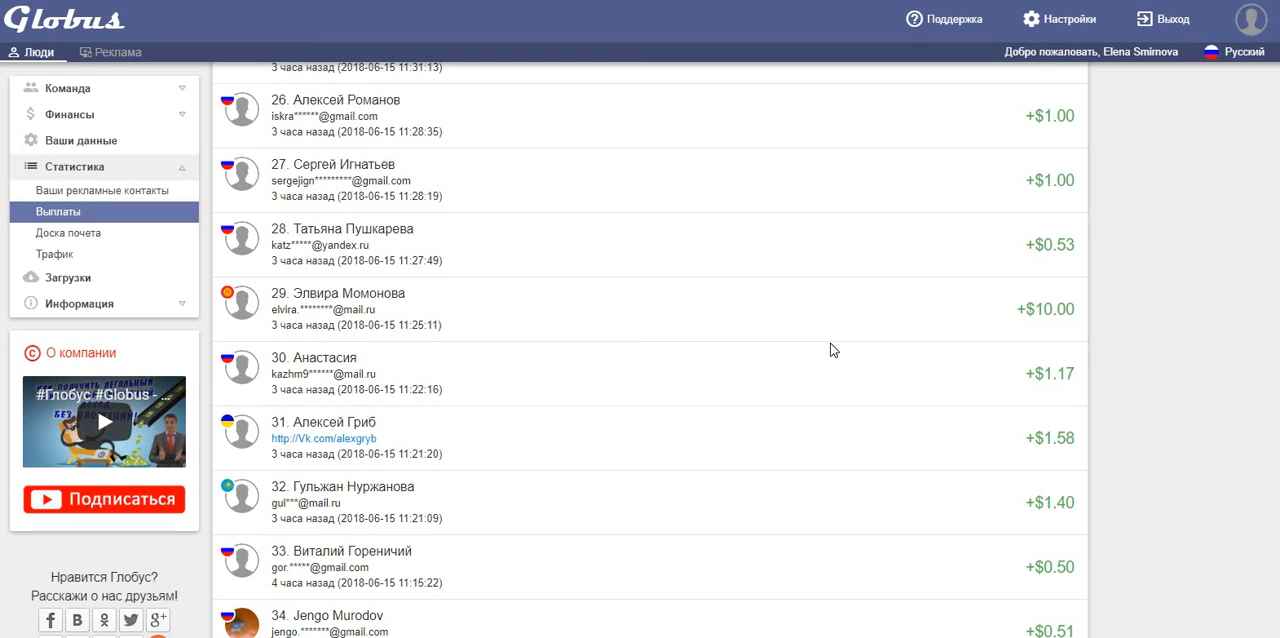 Globus
Поддержка
Настройки
Выход
Люди
Реклама
Добро пожаловать, Elena Smirnova
Русский
Команда
Финансы
Ваши данные
Статистика
Ваши рекламные контакты
Выплаты
Доска почета
Трафик
Загрузки
Информация
О компании
#Глобус #Globus - ...
КАК ПОЛУЧИТЬ ЛЕГАЛЬНЫЙ
ДОХОД
БЕЗ
Подписаться
Нравится Глобус?
Расскажи о нас друзьям!
3 часа назад (2018-06-15 11:31:13)
26. Алексей Романов
iskra******@gmail.com
3 часа назад (2018-06-15 11:28:35)
+$1.00
27. Сергей Игнатьев
sergejign*********@gmail.com
3 часа назад (2018-06-15 11:28:19)
+$1.00
28. Татьяна Пушкарева
katz*****@yandex.ru
3 часа назад (2018-06-15 11:27:49)
+$0.53
29. Элвира Момонова
elvira.********@mail.ru
3 часа назад (2018-06-15 11:25:11)
+$10.00
30. Анастасия
kazhm9******@mail.ru
3 часа назад (2018-06-15 11:22:16)
+$1.17
31. Алексей Гриб
http://Vk.com/alexgryb
3 часа назад (2018-06-15 11:21:20)
+$1.58
32. Гульжан Нуржанова
gul***@mail.ru
3 часа назад (2018-06-15 11:21:09)
+$1.40
33. Виталий Гореничий
gor.*****@gmail.com
4 часа назад (2018-06-15 11:15:22)
+$0.50
34. Jengo Murodov
jengo.*******@gmail.com
+$0.51